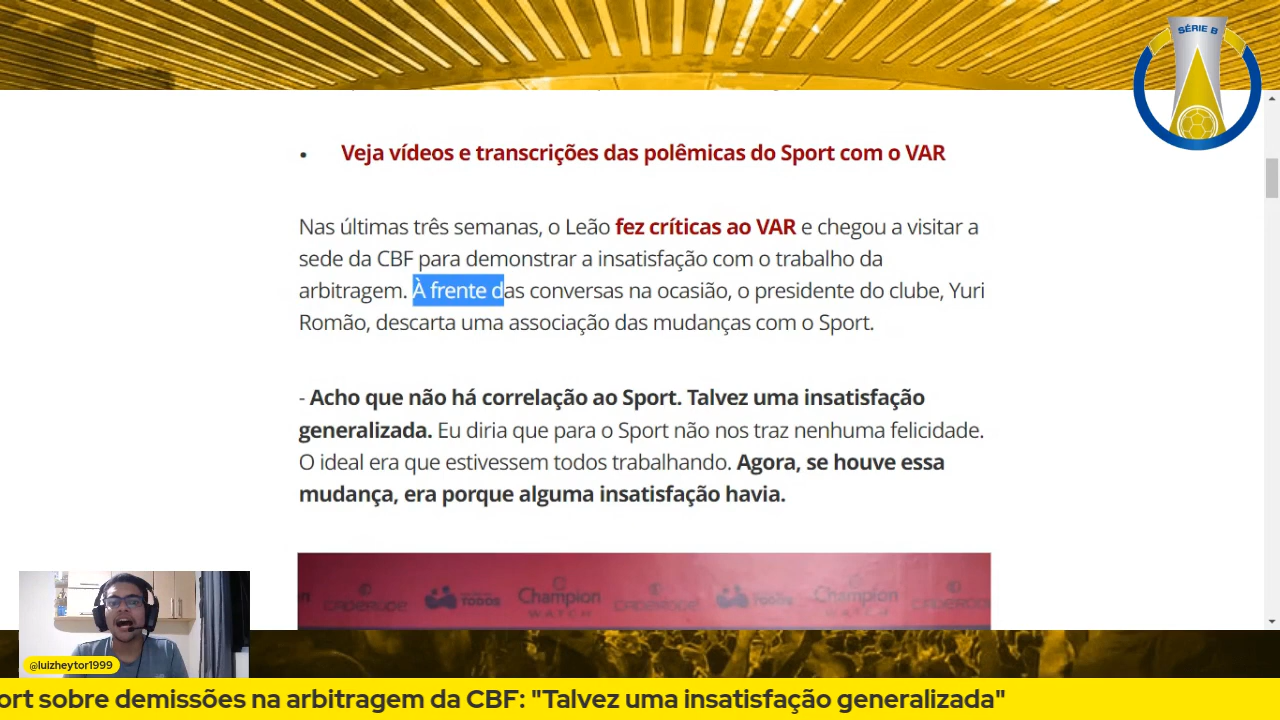 SÉRIE B
• Veja vídeos e transcrições das polêmicas do Sport com o VAR
Nas últimas três semanas, o Leão fez críticas ao VAR e chegou a visitar a
sede da CBF para demonstrar a insatisfação com o trabalho da
arbitragem. À frente das conversas na ocasião, o presidente do clube, Yuri
Romão, descarta uma associação das mudanças com o Sport.
- Acho que não há correlação ao Sport. Talvez uma insatisfação
generalizada. Eu diria que para o Sport não nos traz nenhuma felicidade.
O ideal era que estivessem todos trabalhando. Agora, se houve essa
mudança, era porque alguma insatisfação havia.
TODOS Champion WATCH
@luizheytor1999
ort sobre demissões na arbitragem da CBF: "Talvez uma insatisfação generalizada"